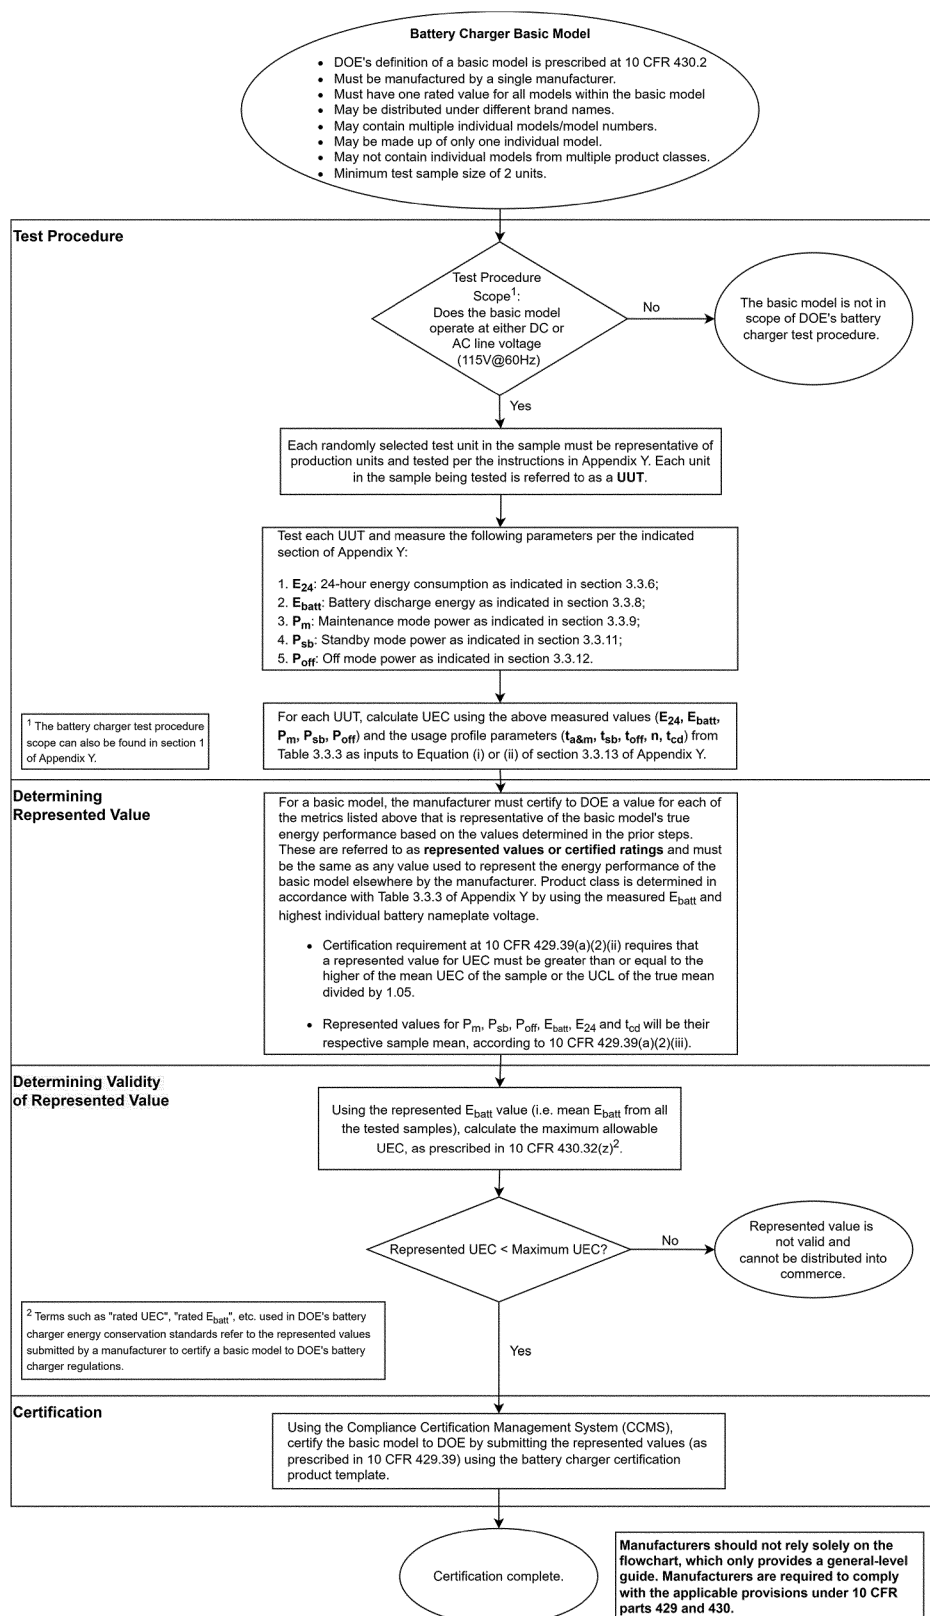 Battery Charger Basic Model
• DOE's definition of a basic model is prescribed at 10 CFR 430.2
• Must be manufactured by a single manufacturer.
• Must have one rated value for all models within the basic model
• May be distributed under different brand names.
• May contain multiple individual models/model numbers.
• May be made up of only one individual model.
• May not contain individual models from multiple product classes.
• Minimum test sample size of 2 units.
Test Procedure
Test Procedure
Scope1:
Does the basic model
operate at either DC or
AC line voltage
(115V@60Hz)
No
The basic model is not in
scope of DOE's battery
charger test procedure.
Yes
Each randomly selected test unit in the sample must be representative of
production units and tested per the instructions in Appendix Y. Each unit
in the sample being tested is referred to as a UUT.
Test each UUT and measure the following parameters per the indicated
section of Appendix Y:
1. E24: 24-hour energy consumption as indicated in section 3.3.6;
2. Ebatt: Battery discharge energy as indicated in section 3.3.8;
3. Pm: Maintenance mode power as indicated in section 3.3.9;
4. Psb: Standby mode power as indicated in section 3.3.11;
5. Poff: Off mode power as indicated in section 3.3.12.
1 The battery charger test procedure
scope can also be found in section 1
of Appendix Y.
For each UUT, calculate UEC using the above measured values (E24, Ebatt,
Pm, Psb, Poff) and the usage profile parameters (ta&m, tsb, toff, n, tcd) from
Table 3.3.3 as inputs to Equation (i) or (ii) of section 3.3.13 of Appendix Y.
Determining
Represented Value
For a basic model, the manufacturer must certify to DOE a value for each of
the metrics listed above that is representative of the basic model's true
energy performance based on the values determined in the prior steps.
These are referred to as represented values or certified ratings and must
be the same as any value used to represent the energy performance of the
basic model elsewhere by the manufacturer. Product class is determined in
accordance with Table 3.3.3 of Appendix Y by using the measured Ebatt and
highest individual battery nameplate voltage.
• Certification requirement at 10 CFR 429.39(a)(2)(ii) requires that
a represented value for UEC must be greater than or equal to the
higher of the mean UEC of the sample or the UCL of the true mean
divided by 1.05.
• Represented values for Pm, Psb, Poff, Ebatt, E24 and tcd will be their
respective sample mean, according to 10 CFR 429.39(a)(2)(iii).
Determining Validity
of Represented Value
Using the represented Ebatt value (i.e. mean Ebatt from all
the tested samples), calculate the maximum allowable
UEC, as prescribed in 10 CFR 430.32(z)2.
Represented UEC < Maximum UEC?
No
Represented value is
not valid and
cannot be distributed into
commerce.
2 Terms such as "rated UEC", "rated Ebatt", etc. used in DOE's battery
charger energy conservation standards refer to the represented values
submitted by a manufacturer to certify a basic model to DOE's battery
charger regulations.
Yes
Certification
Using the Compliance Certification Management System (CCMS),
certify the basic model to DOE by submitting the represented values (as
prescribed in 10 CFR 429.39) using the battery charger certification
product template.
Certification complete.
Manufacturers should not rely solely on the
flowchart, which only provides a general-level
guide. Manufacturers are required to comply
with the applicable provisions under 10 CFR
parts 429 and 430.